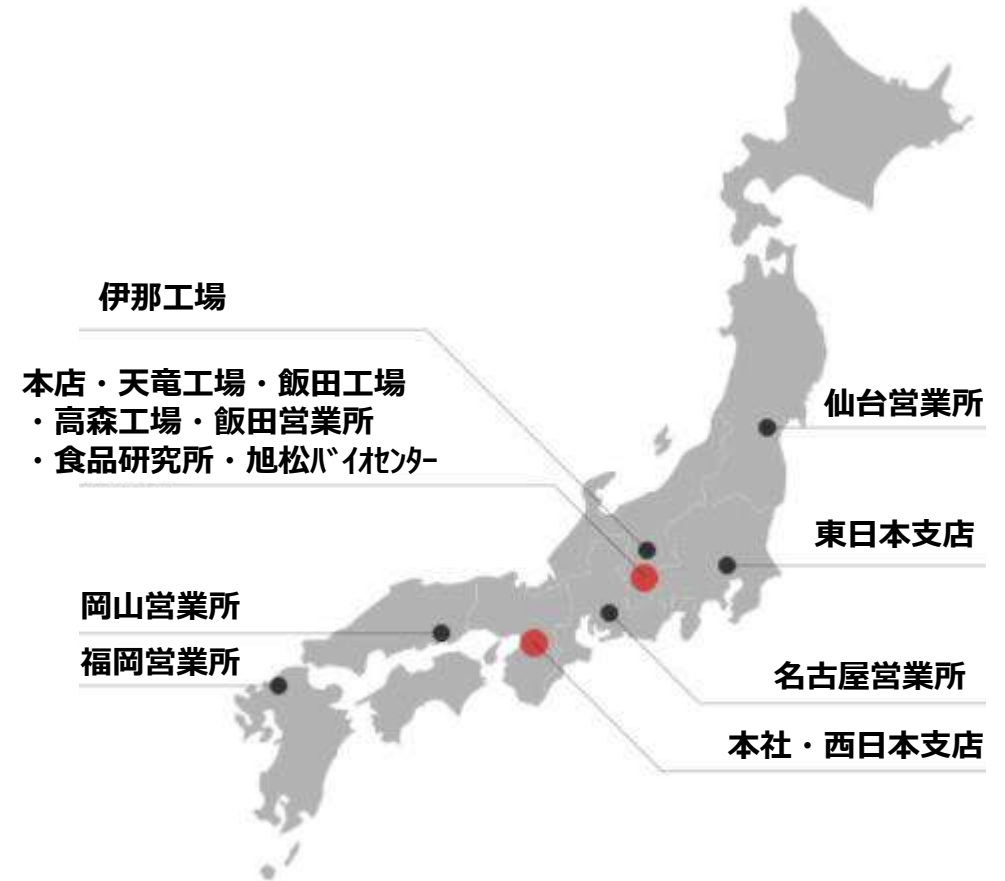 伊那工場
本店・天竜工場・飯田工場
・高森工場・飯田営業所
・食品研究所・旭松ﾊﾞｲｵｾﾝﾀｰ
仙台営業所
東日本支店
岡山営業所
福岡営業所
名古屋営業所
本社・西日本支店